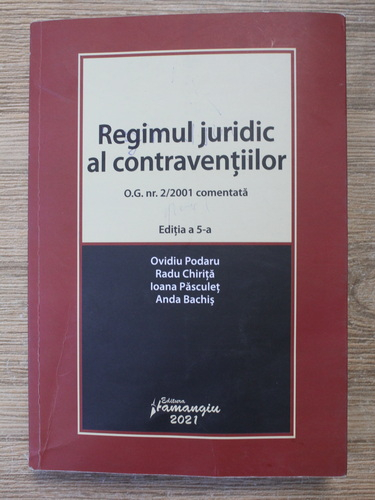 Regimul juridic
al contravențiilor
O.G. nr. 2/2001 comentată
Ediția a 5-a
Ovidiu Podaru
Radu Chiriță
Ioana Păsculeț
Anda Bachiș
Editura
Hamangiu
2021